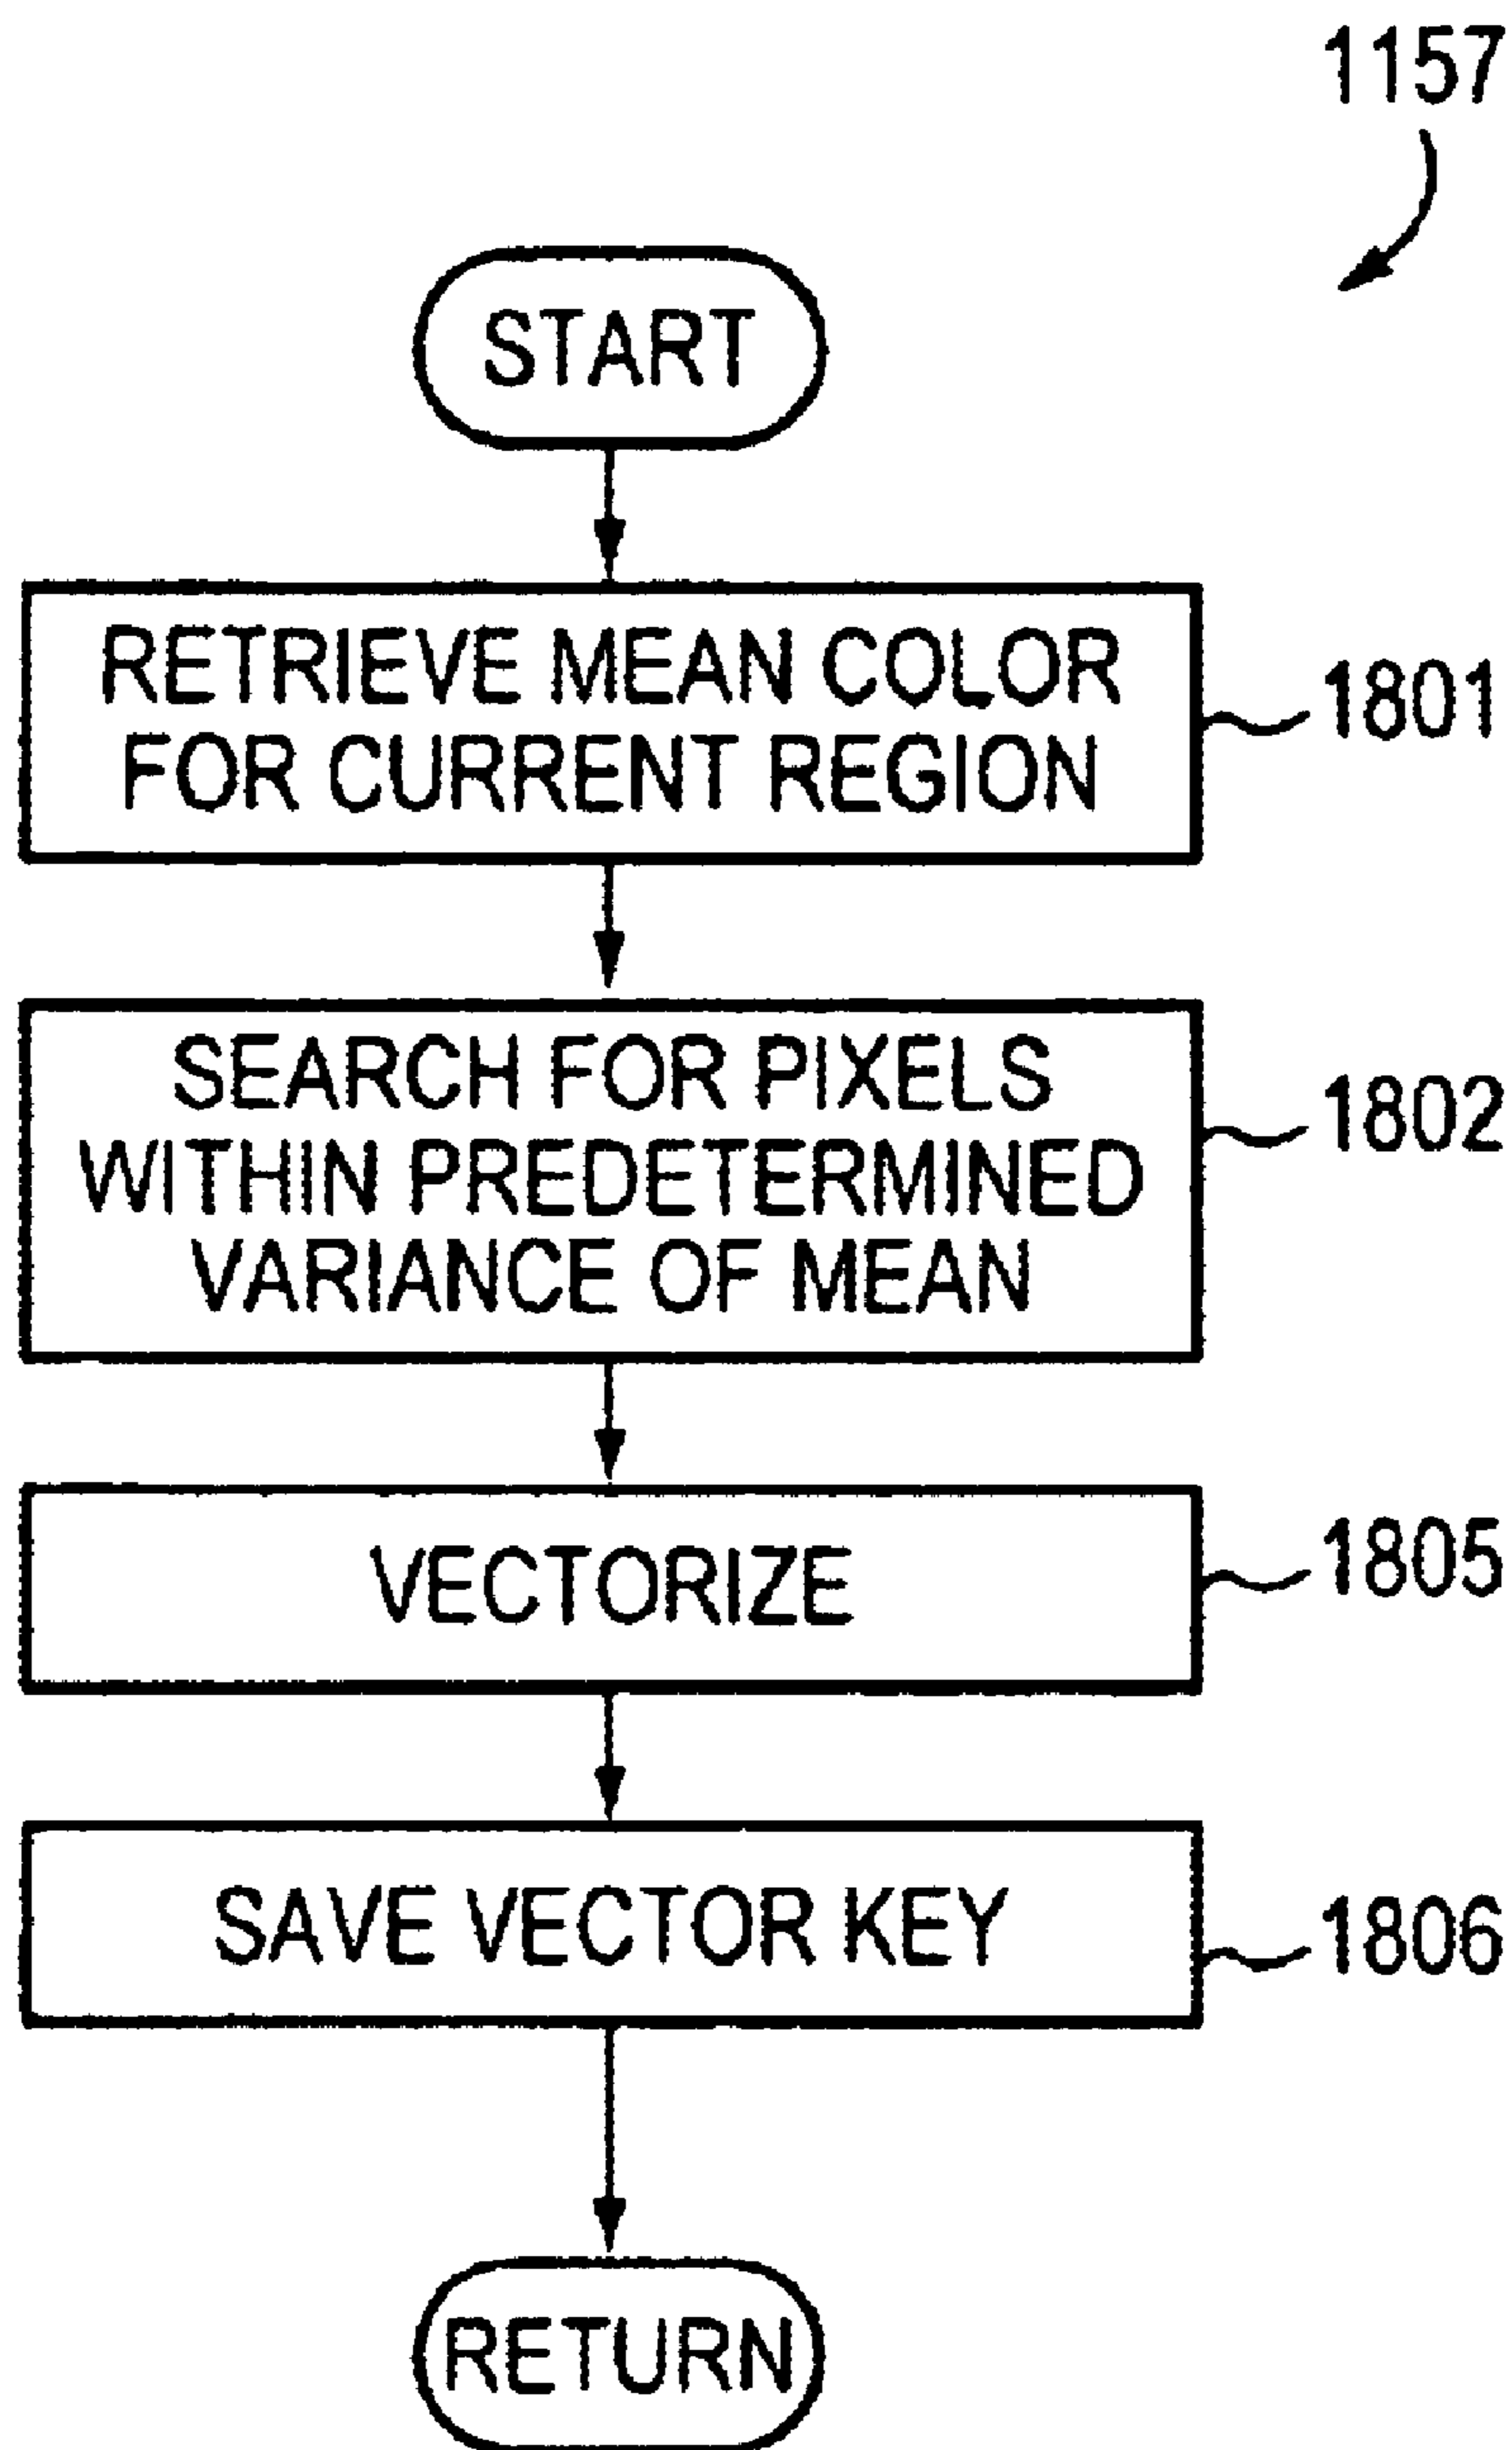 1157
START
RETRIEVE MEAN COLOR
FOR CURRENT REGION
1801
SEARCH FOR PIXELS
WITHIN PREDETERMINED
VARIANCE OF MEAN
1802
VECTORIZE
1805
SAVE VECTOR KEY
1806
RETURN